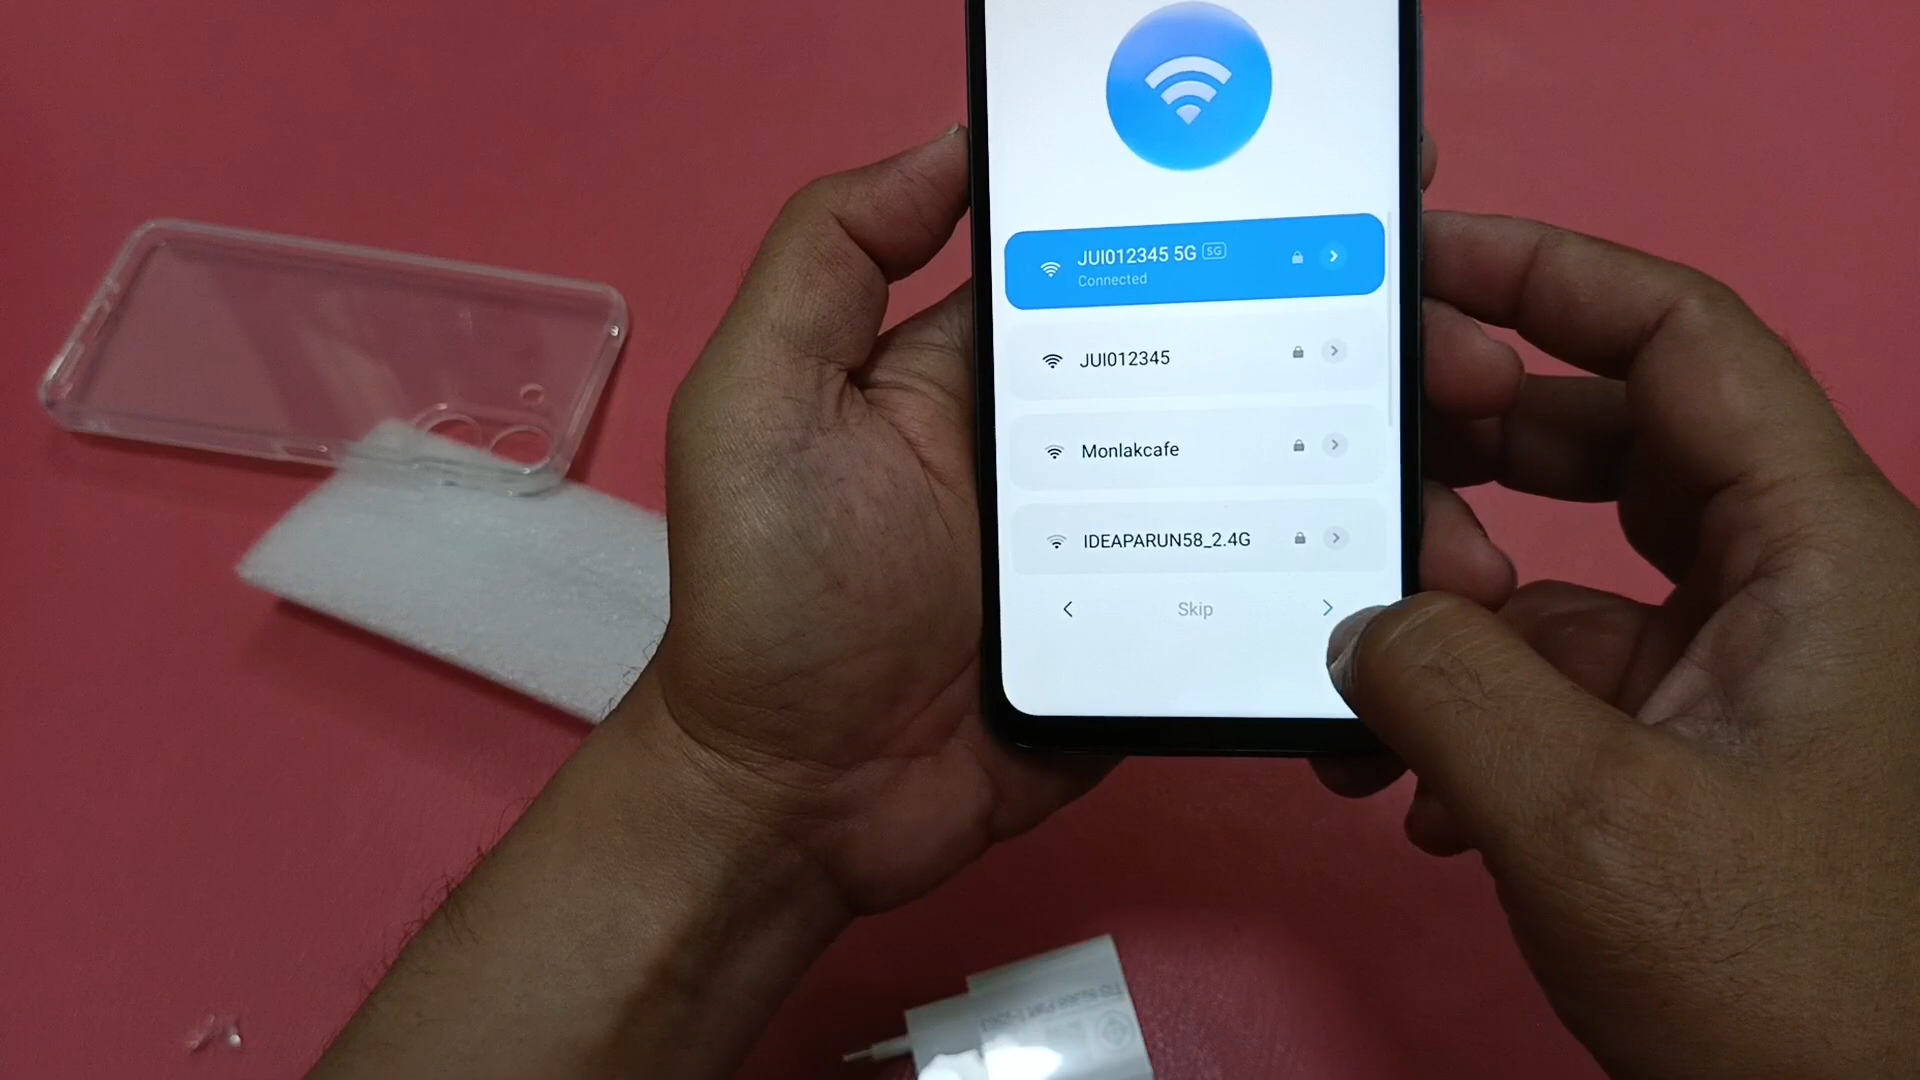 JUI012345 5G 5G
Connected
JUI012345
Monlakcafe
IDEAPARUN58_2.4G
Skip